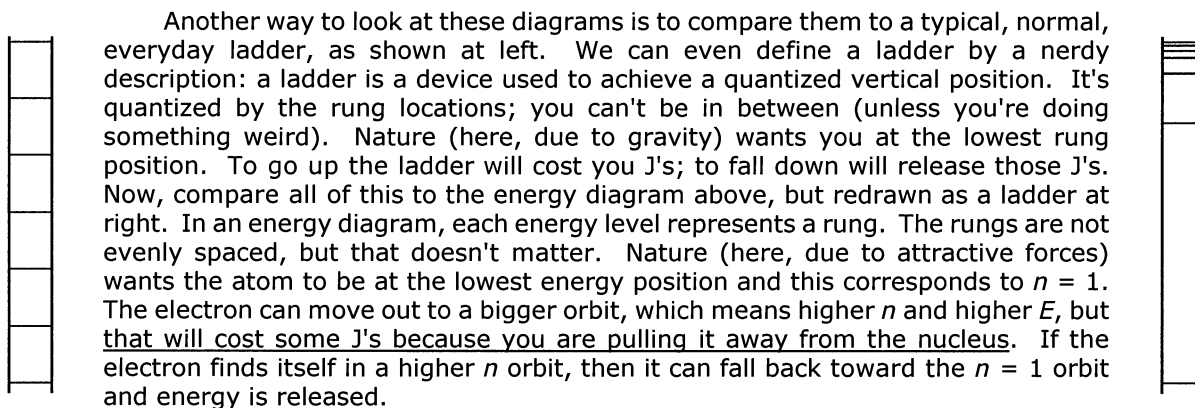 Another way to look at these diagrams is to compare them to a typical, normal,
everyday ladder, as shown at left. We can even define a ladder by a nerdy
description: a ladder is a device used to achieve a quantized vertical position. It's
quantized by the rung locations; you can't be in between (unless you're doing
something weird). Nature (here, due to gravity) wants you at the lowest rung
position. To go up the ladder will cost you J's; to fall down will release those J's.
Now, compare all of this to the energy diagram above, but redrawn as a ladder at
right. In an energy diagram, each energy level represents a rung. The rungs are not
evenly spaced, but that doesn't matter. Nature (here, due to attractive forces)
wants the atom to be at the lowest energy position and this corresponds to n = 1.
The electron can move out to a bigger orbit, which means higher n and higher E, but
that will cost some J's because you are pulling it away from the nucleus. If the
electron finds itself in a higher n orbit, then it can fall back toward the n = 1 orbit
and energy is released.